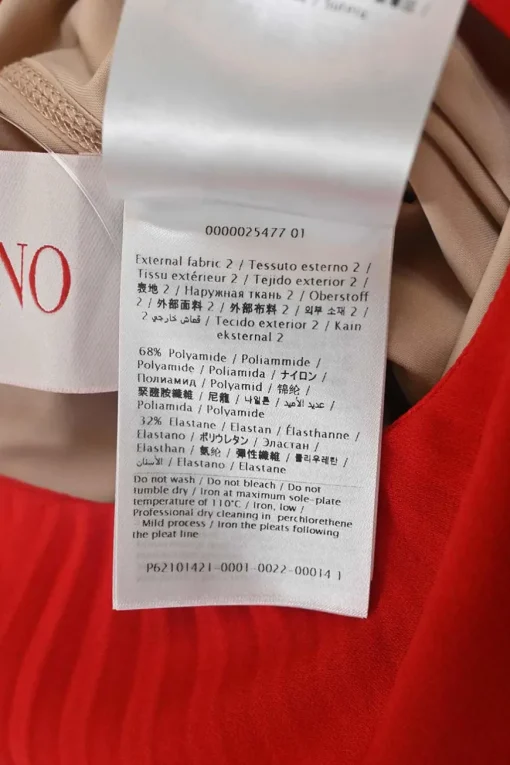 NO
0000025477 01
External fabric 2 / Tessuto esterno 2 /
Tissu extérieur 2 / Tejido exterior 2 /
表地 2 / Наружная ткань 2 / Oberstoff
2 / 外部面料 2 / 外部布料 2 / 외부 소재 2 /
2 قماش خارجي / Tecido exterior 2 / Kain
eksternal 2
68% Polyamide / Poliammide /
Polyamide / Poliamida / ナイロン /
Полиамид / Polyamid / 锦纶 /
聚醯胺纖維 / 尼龍 / 나일론 / عديد الأميد /
Poliamida / Polyamide
32% Elastane / Elastan / Élasthanne /
Elastano / ポリウレタン / Эластан /
Elasthan / 氨纶 / 彈性纖維 / 폴리우레탄 /
الأستان / Elastano / Elastane
Do not wash / Do not bleach / Do not
tumble dry / Iron at maximum sole-plate
temperature of 110°C / Iron, low /
Professional dry cleaning in perchlorethene
- Mild process / Iron the pleats following
the pleat line
P62101421-0001-0022-00014 1